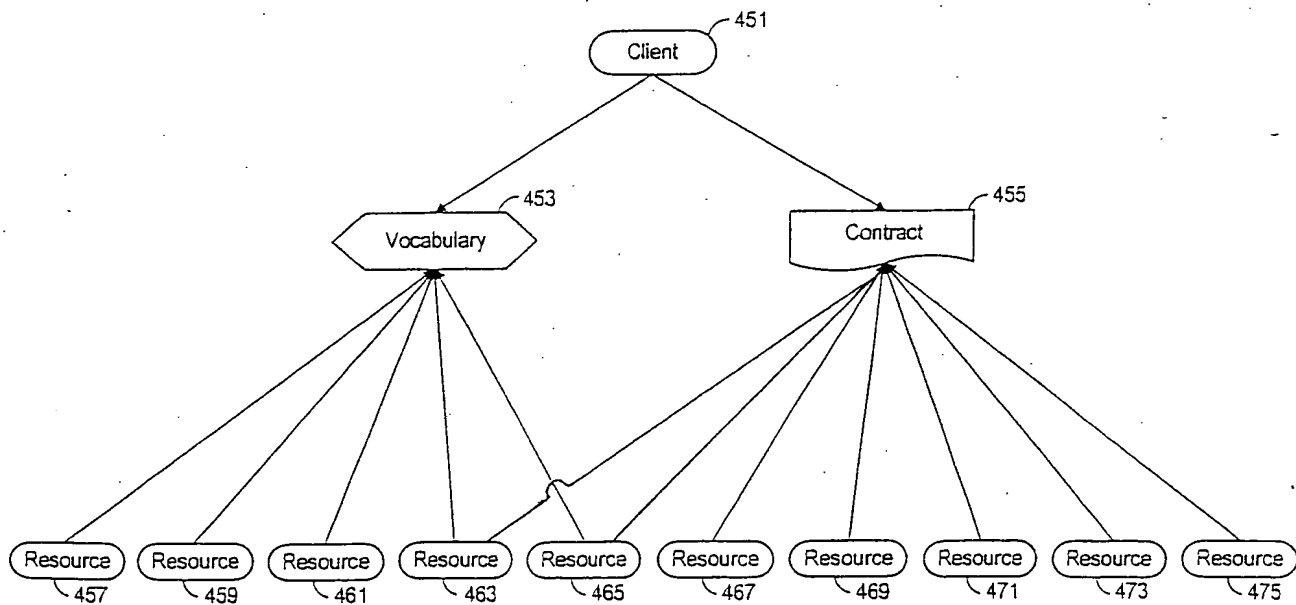 451
Client
453
Vocabulary
455
Contract
Resource Resource Resource Resource Resource Resource Resource Resource Resource Resource
457 459 461 463 465 467 469 471 473 475